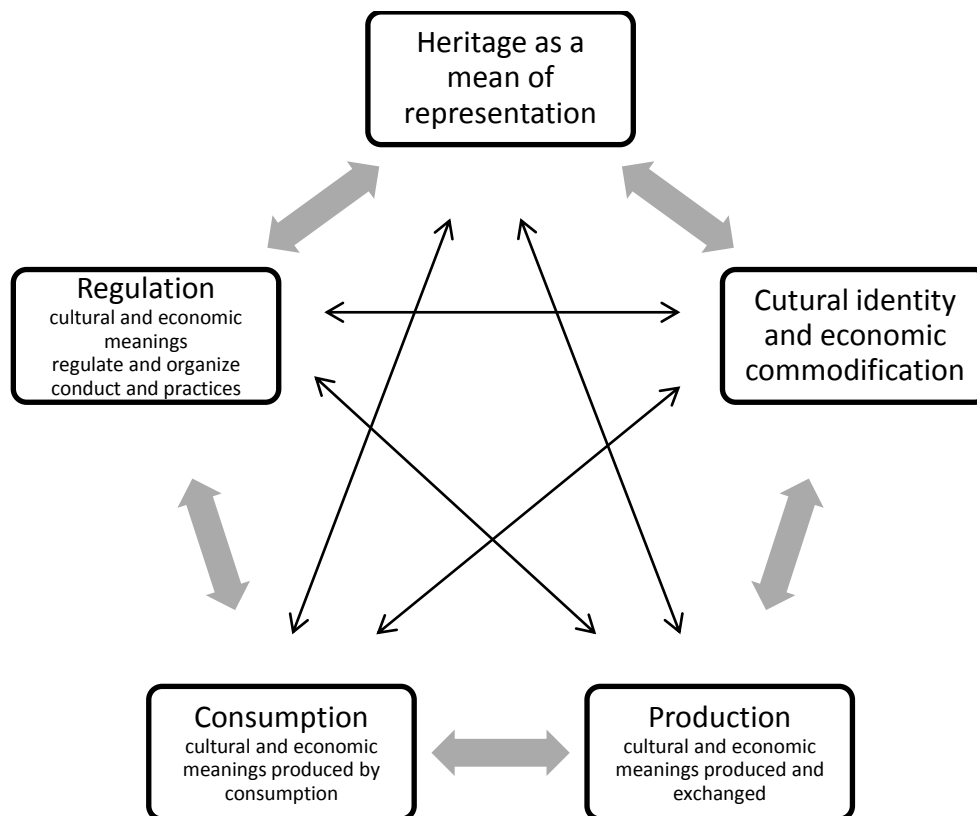 Heritage as a
mean of
representation
Regulation
cultural and economic
meanings
regulate and organize
conduct and practices
Cutural identity
and economic
commodification
Consumption
cultural and economic
meanings produced by
consumption
Production
cultural and economic
meanings produced and
exchanged